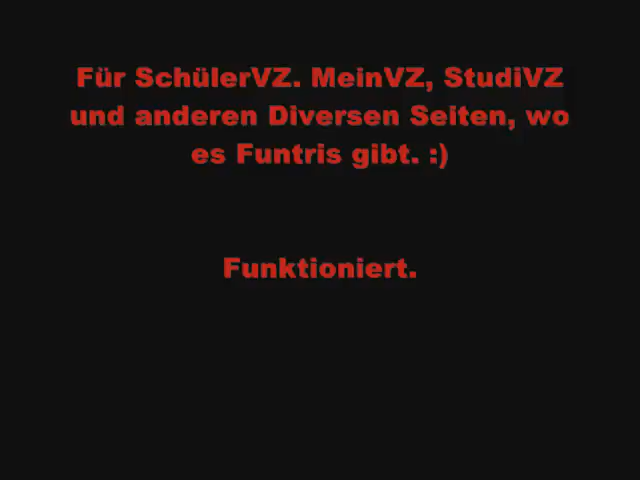 Für SchülerVZ. MeinVZ, StudiVZ
und anderen Diversen Seiten, wo
es Funtris gibt. :)
Funktioniert.